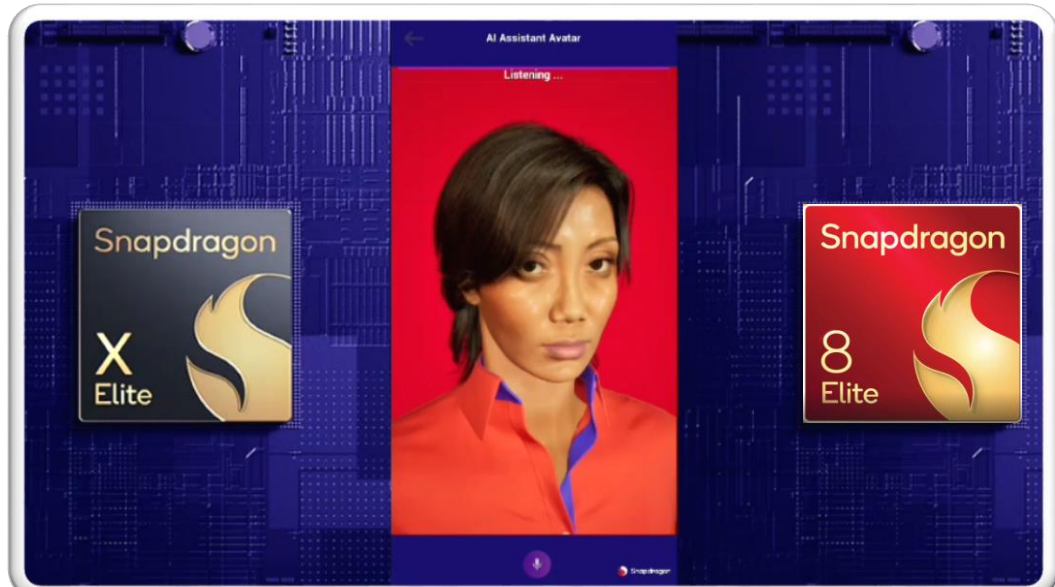 AI Assistant Avatar
Listening ...
Snapdragon
X
Elite
Snapdragon
8
Elite
Snapdragon